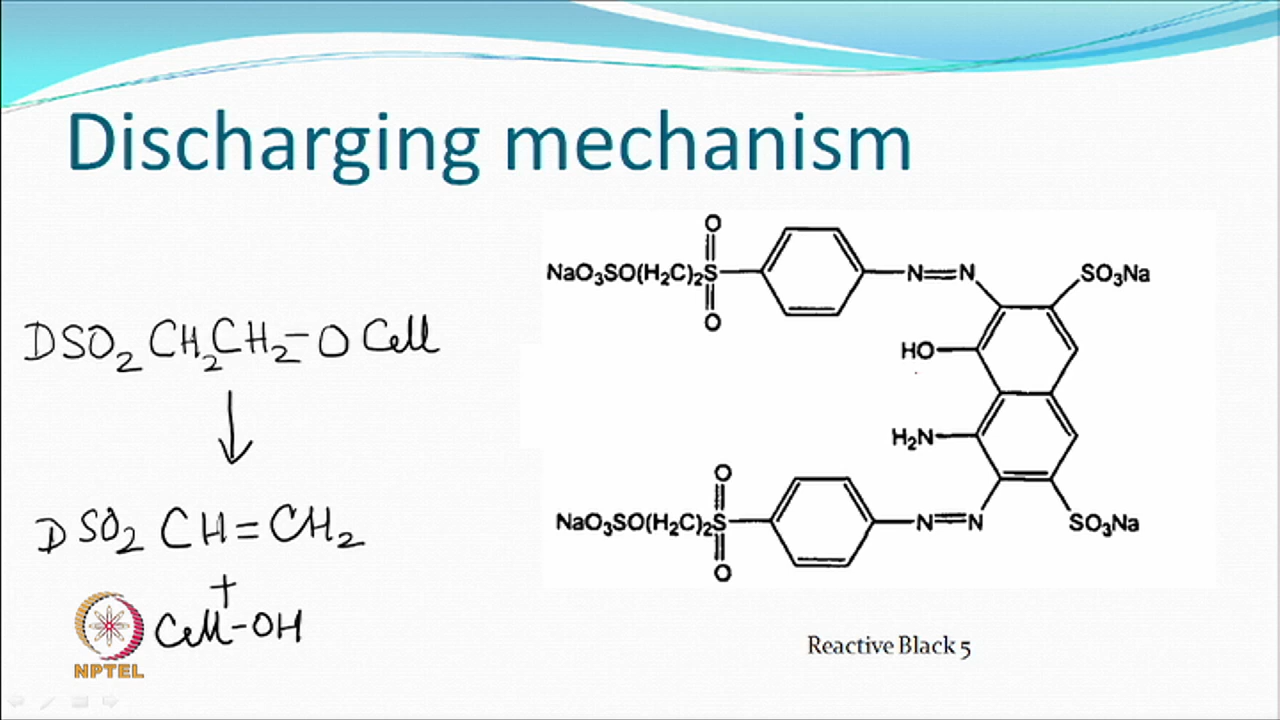 Discharging mechanism
DSO2 CH2CH2-O Cell
↓
DSO2 CH=CH2
+
Cell-OH
NPTEL
O
NaO3SO(H2C)2S
O
N=N
SO3Na
HO
H2N
O
NaO3SO(H2C)2S
O
N=N
SO3Na
Reactive Black 5